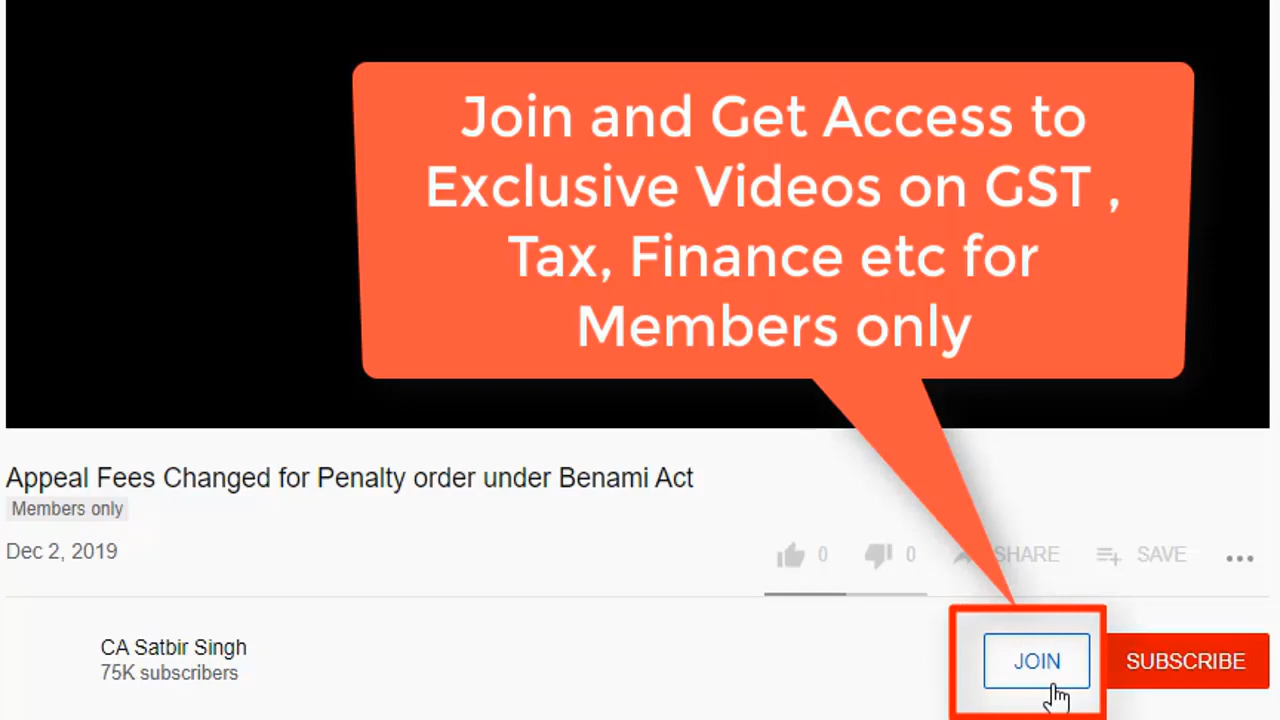 Join and Get Access to
Exclusive Videos on GST ,
Tax, Finance etc for
Members only
Appeal Fees Changed for Penalty order under Benami Act
Members only
Dec 2, 2019
0 0 SHARE SAVE
CA Satbir Singh
75K subscribers
JOIN SUBSCRIBE